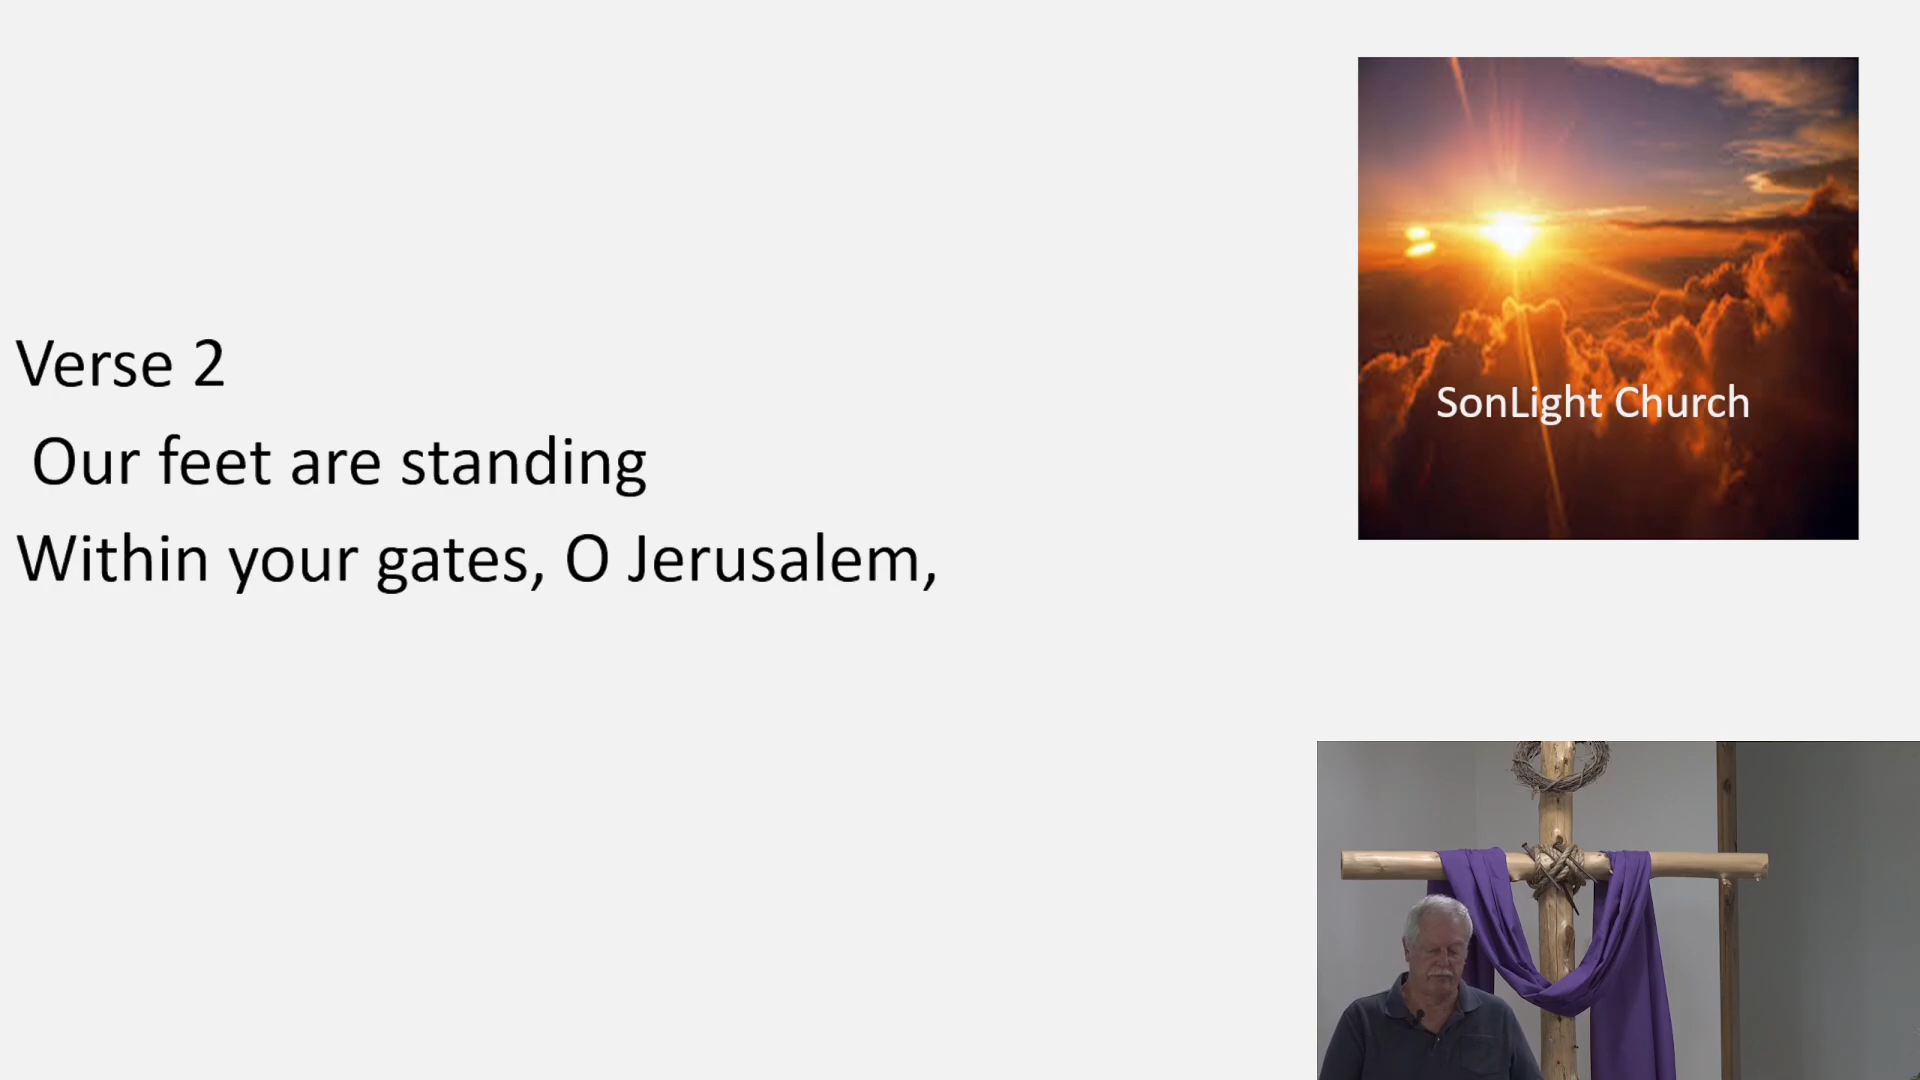 Verse 2
Our feet are standing
Within your gates, O Jerusalem,
SonLight Church